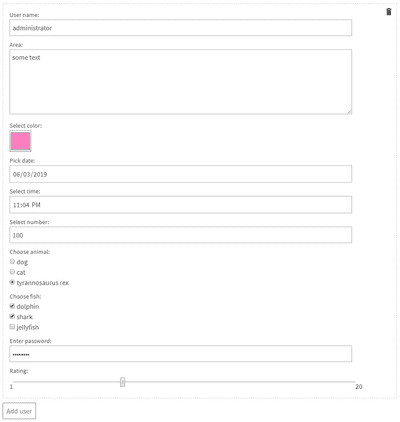 User name:
administrator
Area:
some text
Select color:
Pick date:
06/03/2019
Select time:
11:04 PM
Select number:
100
Choose animal:
dog
cat
tyrannosaurus rex
Choose fish:
dolphin
shark
jellyfish
Enter password:
••••••••
Rating:
1 20
Add user